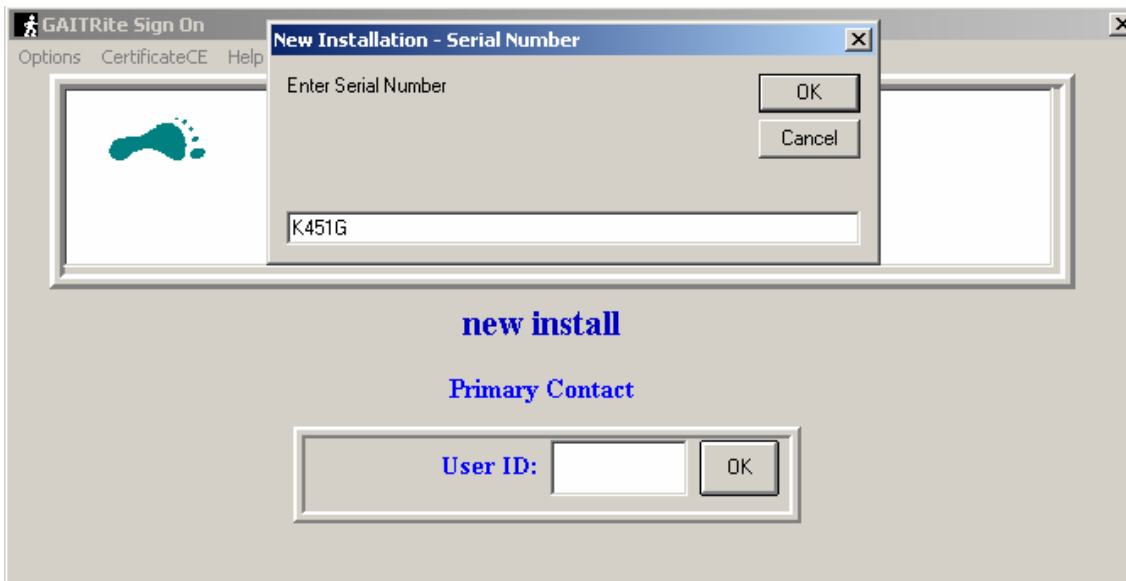 GAITRite Sign On
Options CertificateCE Help
New Installation - Serial Number
Enter Serial Number
OK
Cancel
K451G
new install
Primary Contact
User ID: OK